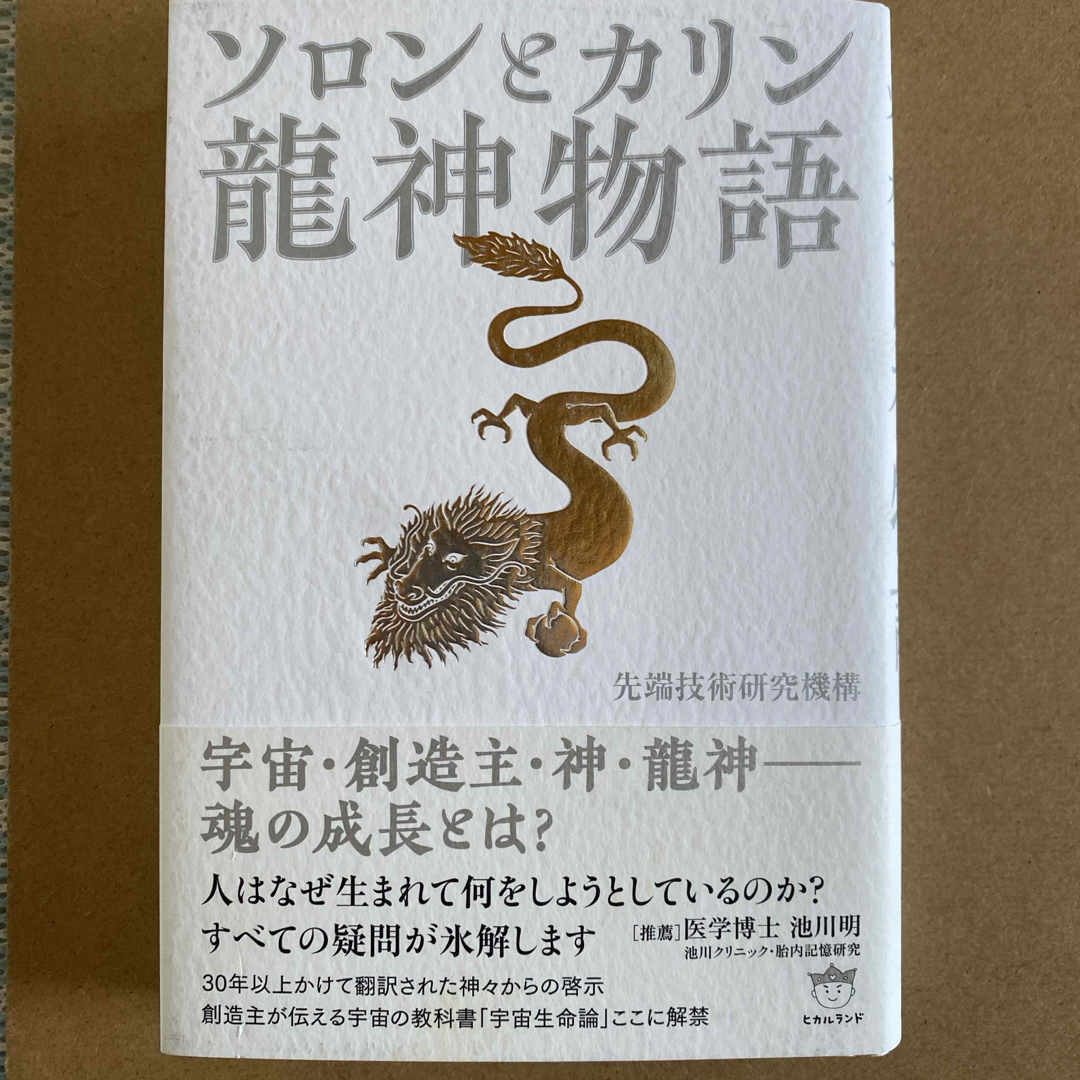 ソロンとカリン
龍神物語
先端技術研究機構
宇宙・創造主・神・龍神――
魂の成長とは?
人はなぜ生まれて何をしようとしているのか?
すべての疑問が氷解します
[推薦]医学博士 池川明
池川クリニック・胎内記憶研究
30年以上かけて翻訳された神々からの啓示
創造主が伝える宇宙の教科書「宇宙生命論」ここに解禁
ヒカルランド